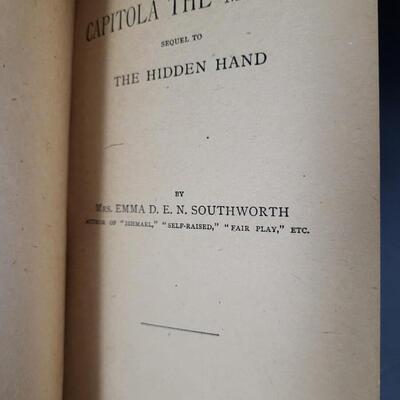 CAPITOLA THE
SEQUEL TO
THE HIDDEN HAND
BY
MRS. EMMA D. E. N. SOUTHWORTH
AUTHOR OF "ISHMAEL," "SELF-RAISED," "FAIR PLAY," ETC.